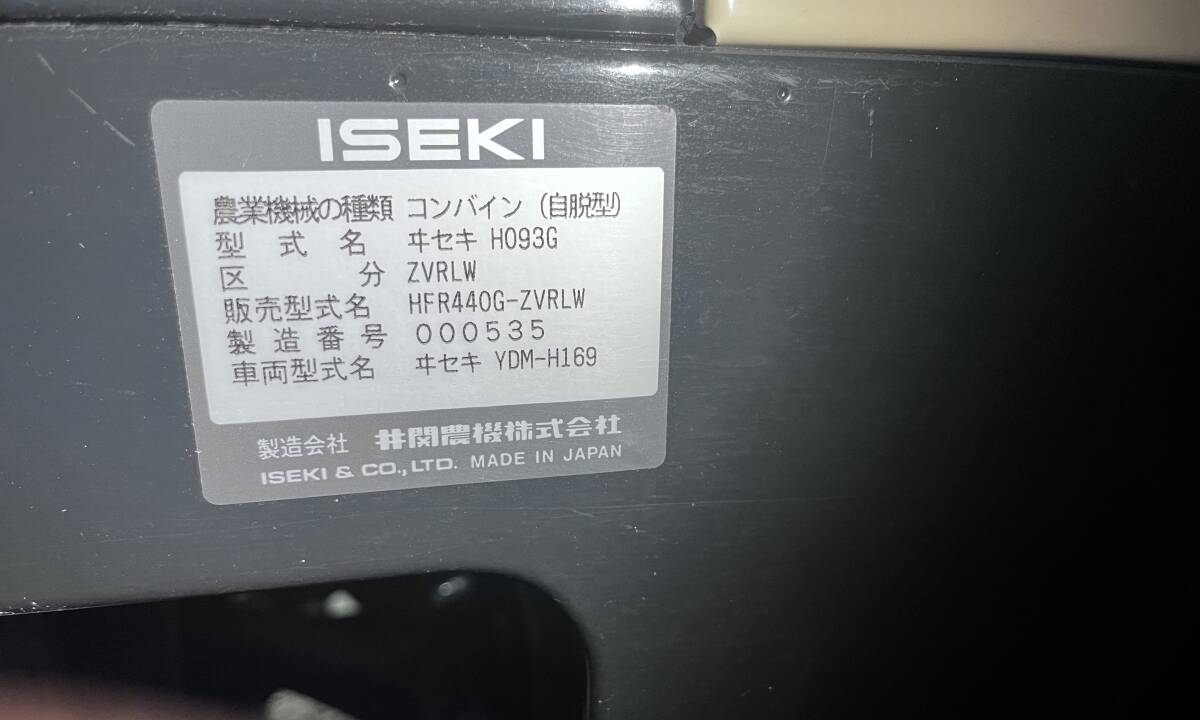 ISEKI
農業機械の種類 コンバイン (自脱型)
型式名 ヰセキ HO93G
区分 ZVRLW
販売型式名 HFR440G-ZVRLW
製造番号 000535
車両型式名 ヰセキ YDM-H169
製造会社 井関農機株式会社
ISEKI & CO., LTD. MADE IN JAPAN